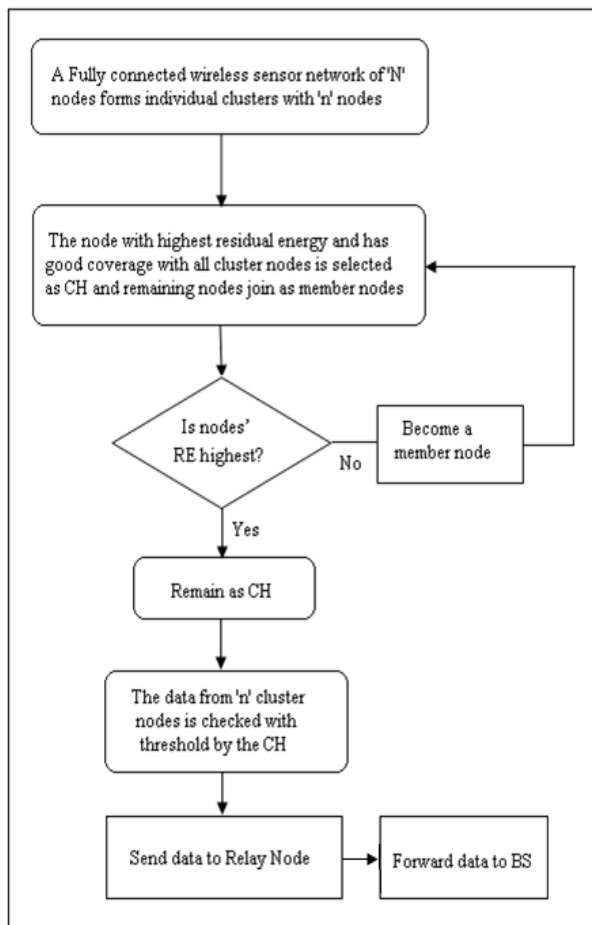 A Fully connected wireless sensor network of 'N'
nodes forms individual clusters with 'n' nodes
The node with highest residual energy and has
good coverage with all cluster nodes is selected
as CH and remaining nodes join as member nodes
Is nodes'
RE highest?
No
Become a
member node
Yes
Remain as CH
The data from 'n' cluster
nodes is checked with
threshold by the CH
Send data to Relay Node
Forward data to BS